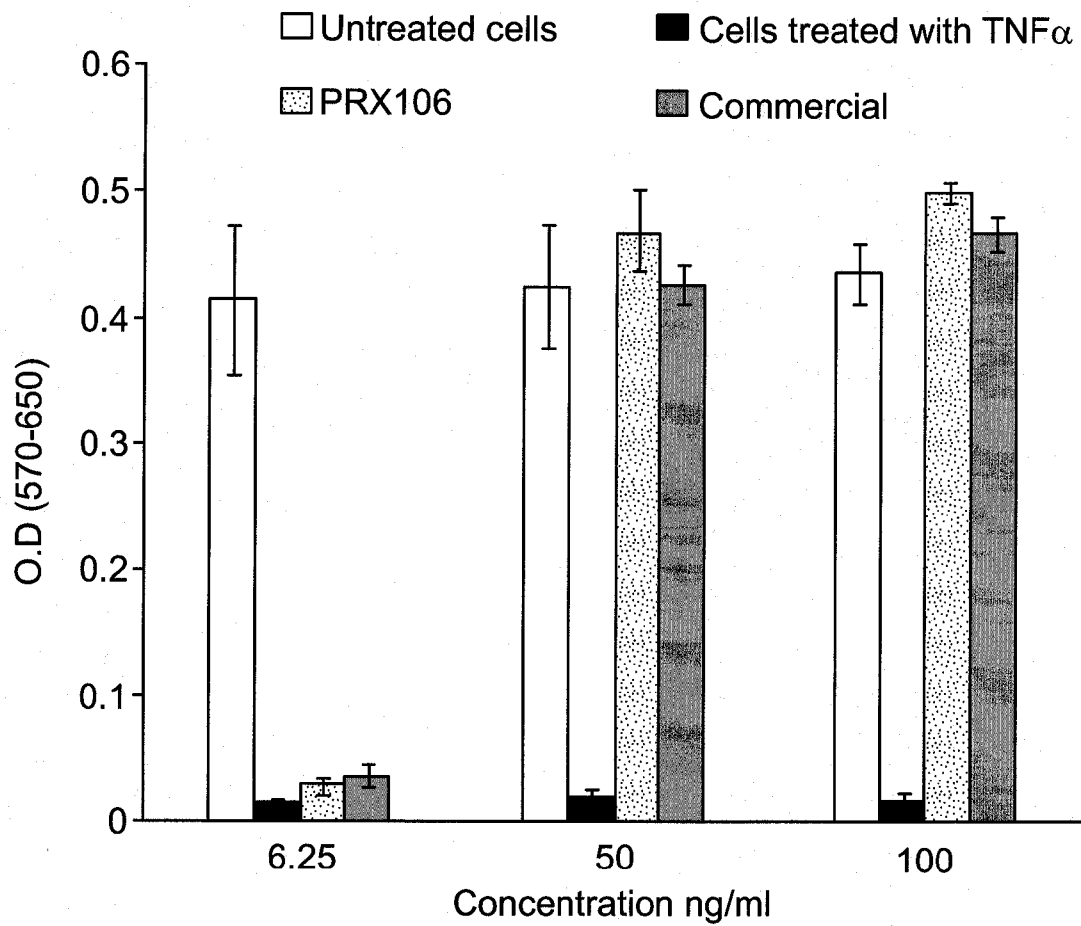 Untreated cells Cells treated with TNFα
PRX106 Commercial
0.6
0.5
0.4
0.3
0.2
0.1
0
O.D (570-650)
6.25 50 100
Concentration ng/ml